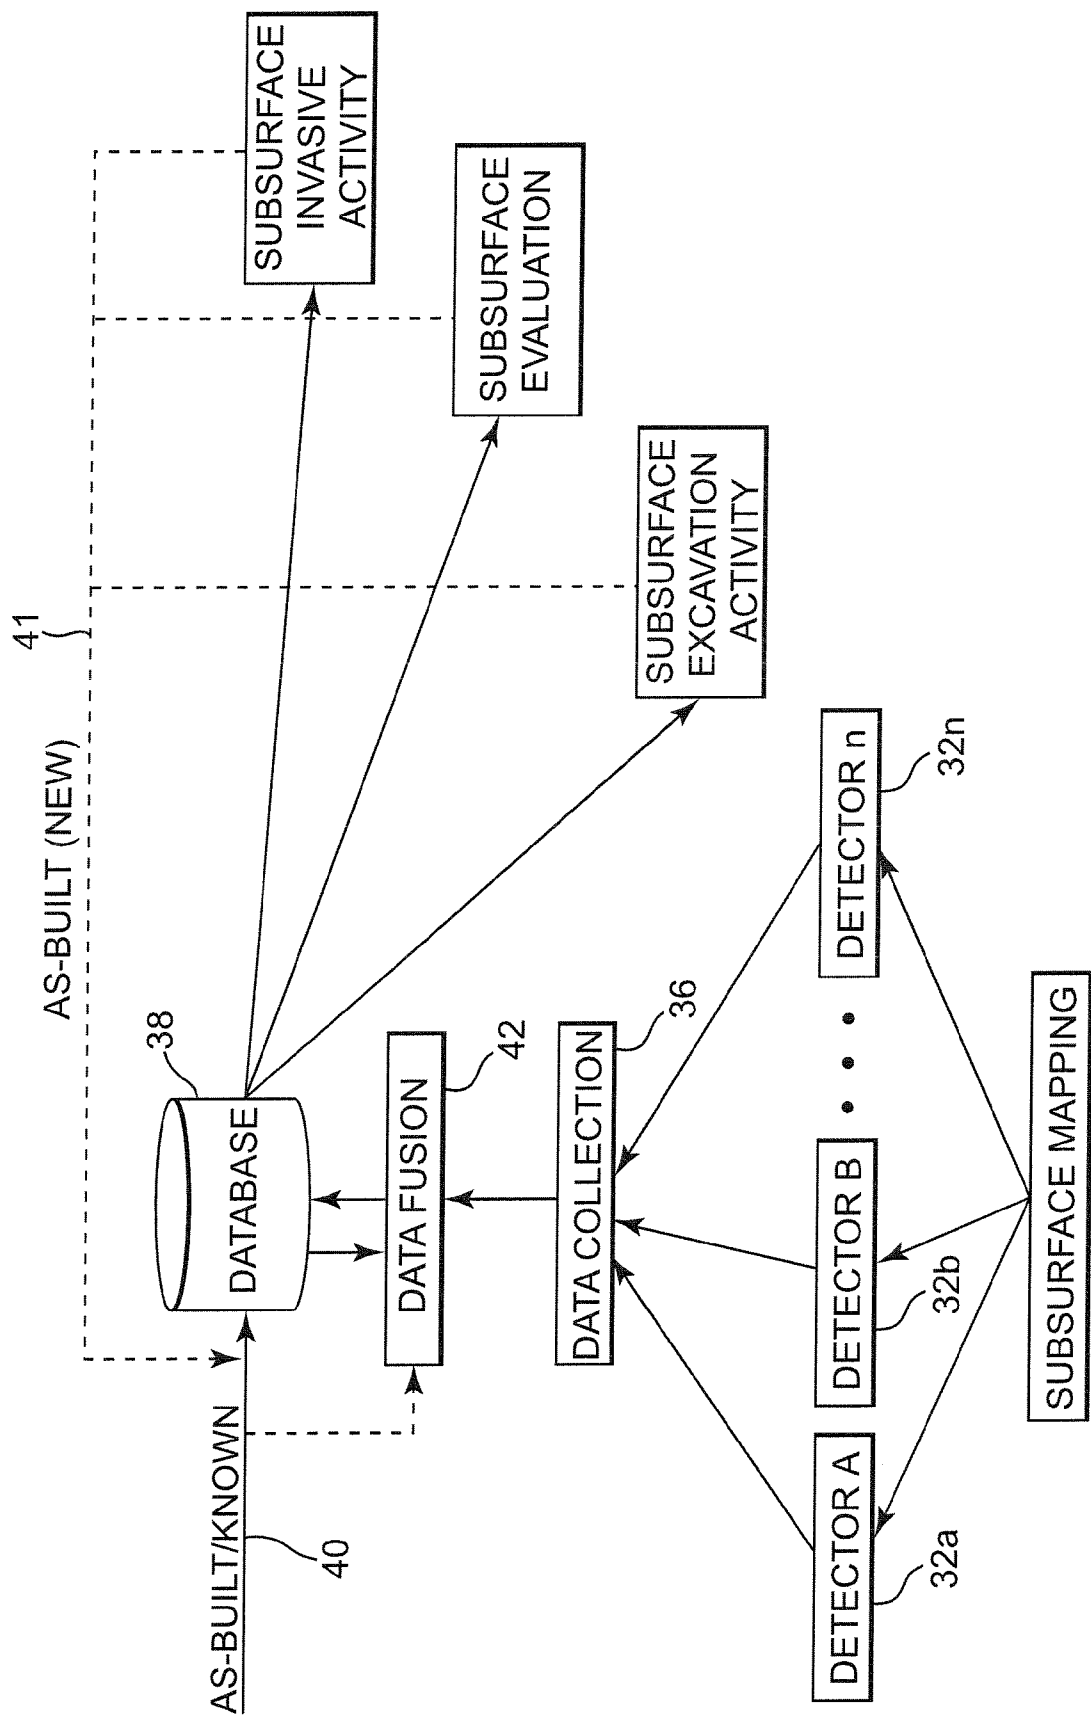 41
AS-BUILT (NEW)
AS-BUILT/KNOWN
40
38
DATABASE
DATA FUSION
42
DATA COLLECTION
36
DETECTOR A
32a
DETECTOR B
32b
DETECTOR n
32n
SUBSURFACE MAPPING
SUBSURFACE
EXCAVATION
ACTIVITY
SUBSURFACE
EVALUATION
SUBSURFACE
INVASIVE
ACTIVITY